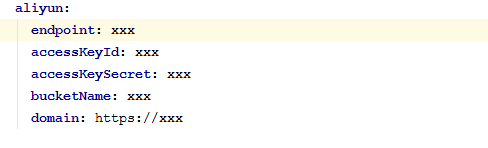 aliyun:
  endpoint: xxx
  accessKeyId: xxx
  accessKeySecret: xxx
  bucketName: xxx
  domain: https://xxx